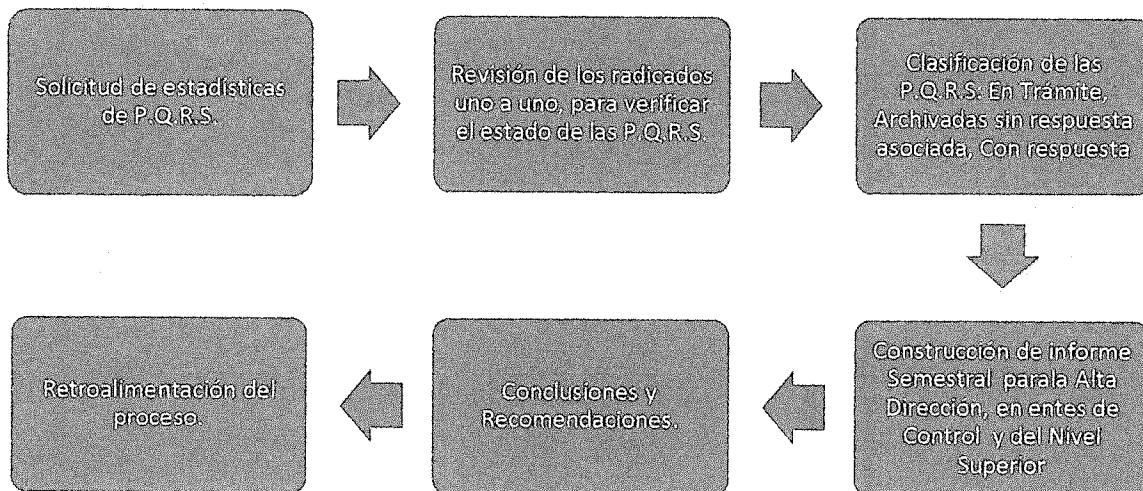 Solicitud de estadísticas
de P.Q.R.S.
Revisión de los radicados
uno a uno, para verificar
el estado de las P.Q.R.S.
Clasificación de las
P.Q.R.S: En Trámite,
Archivadas sin respuesta
asociada, Con respuesta
Construcción de informe
Semestral parala Alta
Dirección, en entes de
Control y del Nivel
Superior
Conclusiones y
Recomendaciones.
Retroalimentación del
proceso.